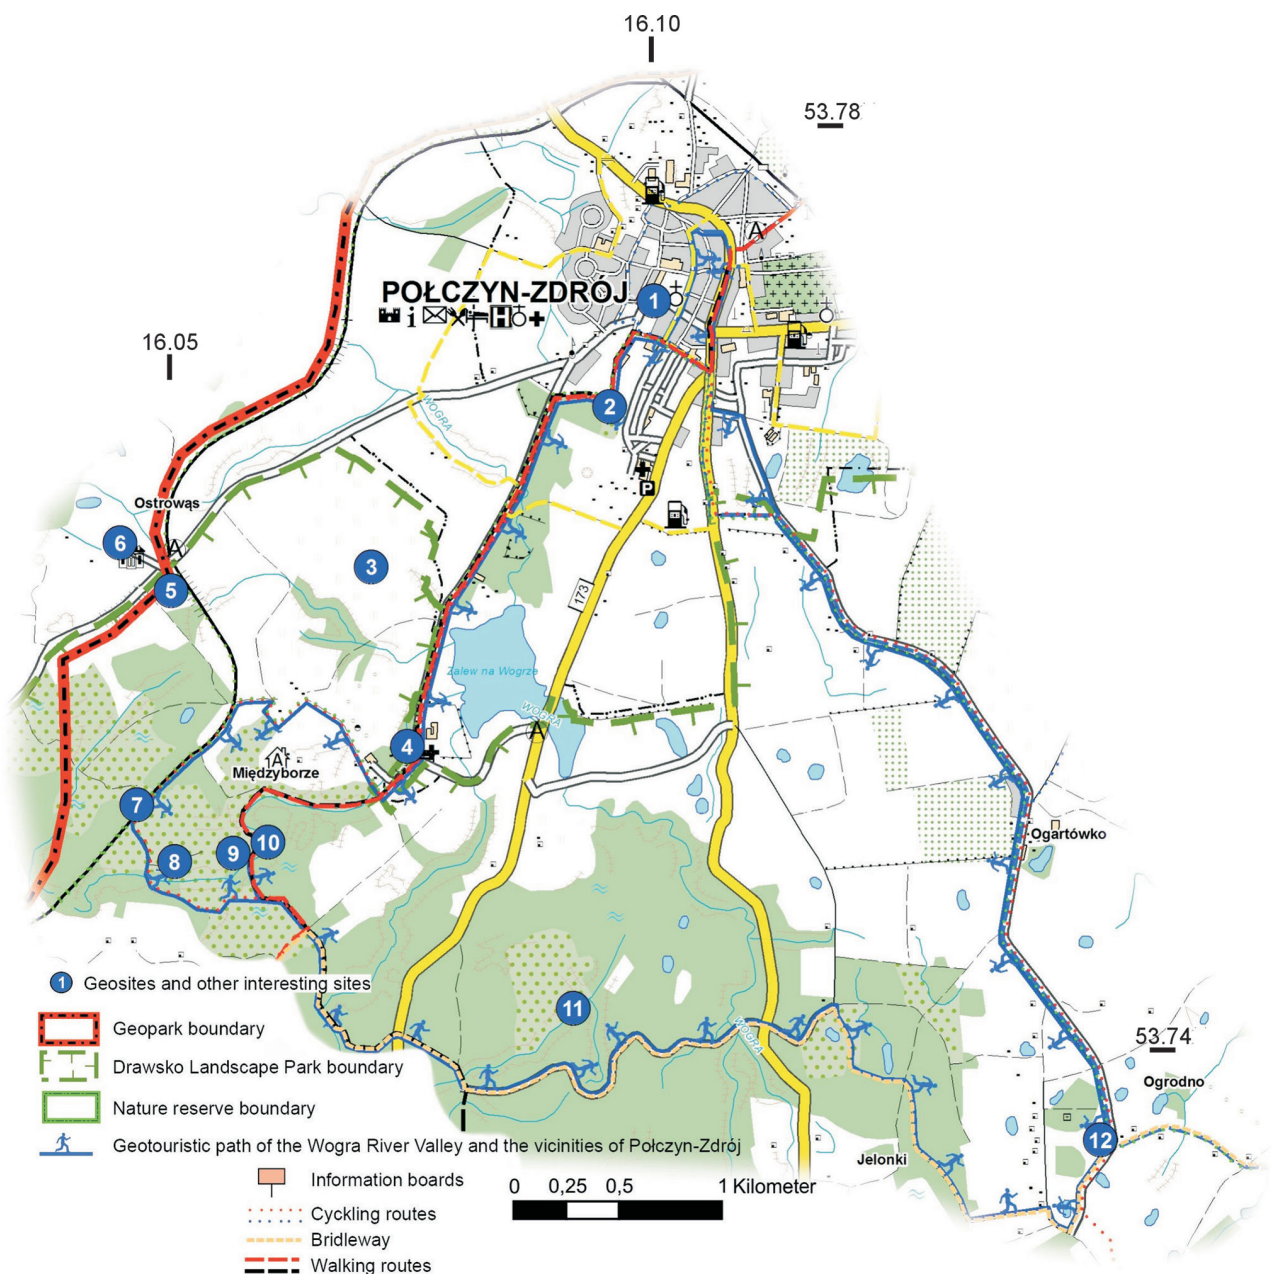 16.10
53.78
A
POŁCZYN-ZDRÓJ
1
i
H
16.05
2
WOGRA
P
Ostrowąs
6
A
3
5
173
Zalew na Wogrze
WOGRA
A
4
A
Międzyborze
7
10
9
8
Ogartówko
11
1 Geosites and other interesting sites
Geopark boundary
WOGRA
53.74
Drawsko Landscape Park boundary
Ogrodno
Nature reserve boundary
12
Geotouristic path of the Wogra River Valley and the vicinities of Połczyn-Zdrój
Jelonki
Information boards
0 0,25 0,5 1 Kilometer
Cyckling routes
Bridleway
Walking routes